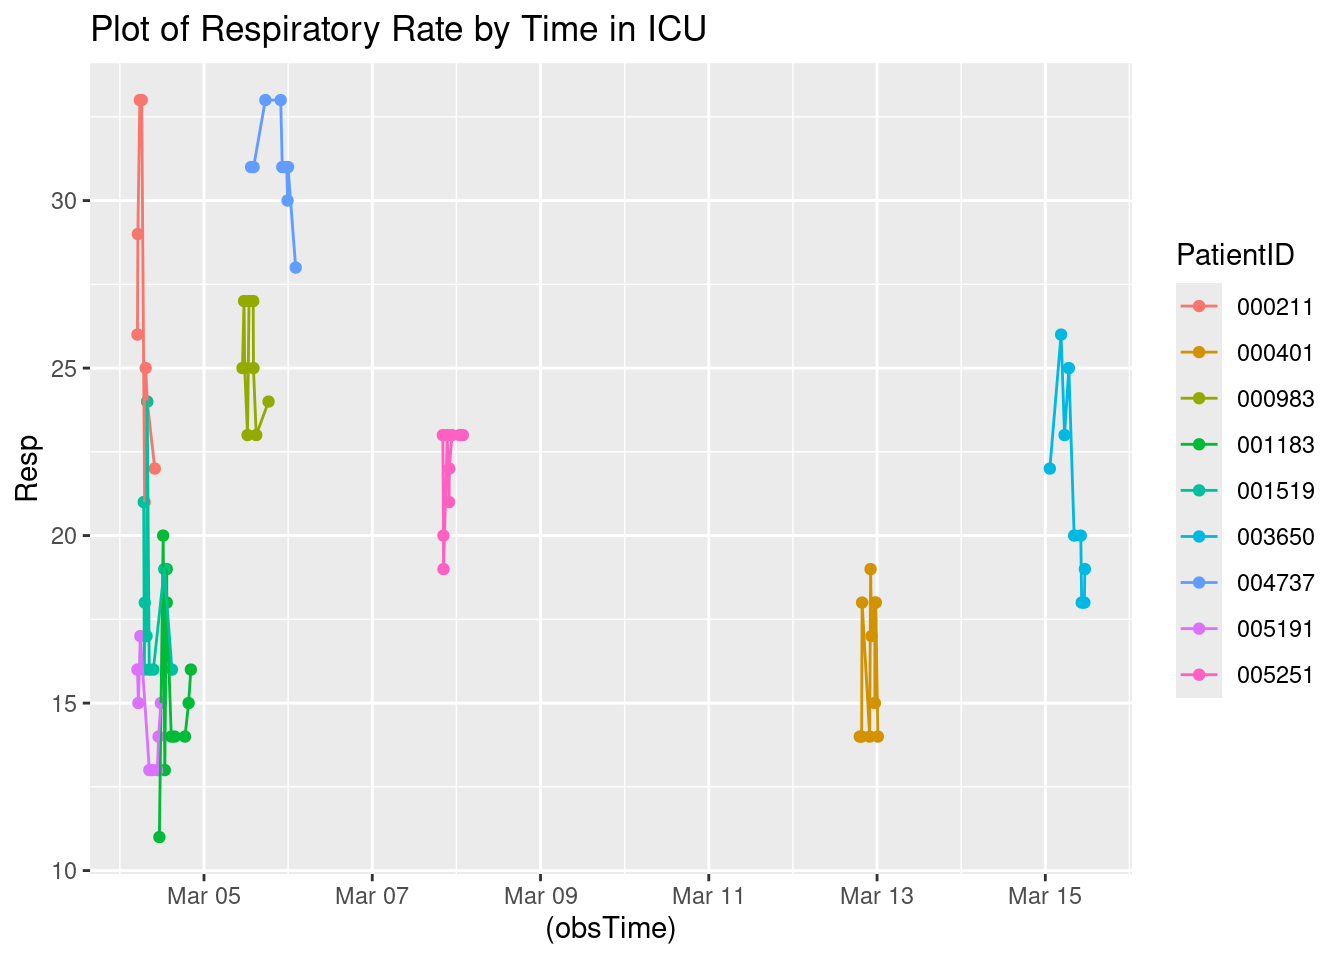 Plot of Respiratory Rate by Time in ICU
30
25
20
15
10
Resp
Mar 05
Mar 07
Mar 09
Mar 11
Mar 13
Mar 15
(obsTime)
PatientID
000211
000401
000983
001183
001519
003650
004737
005191
005251